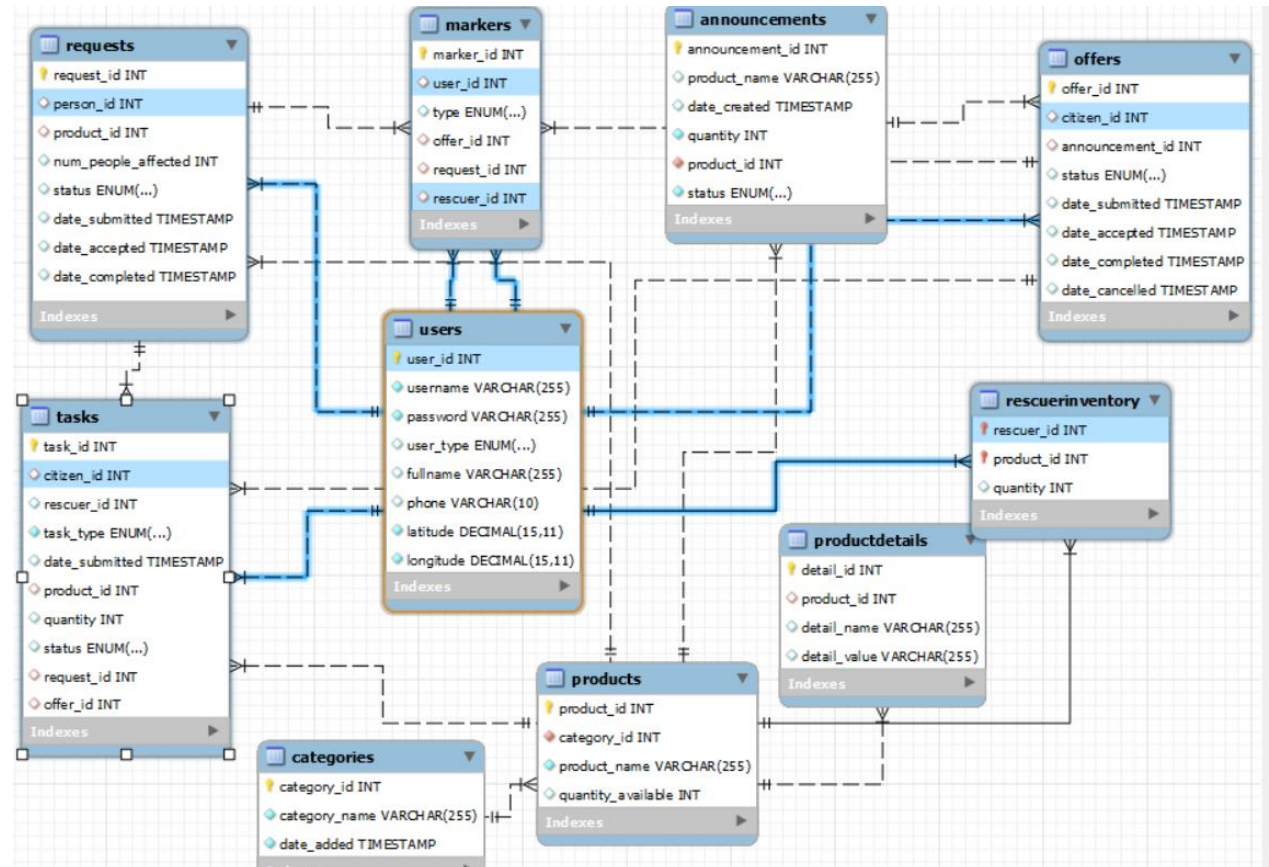 requests
request_id INT
person_id INT
product_id INT
num_people_affected INT
status ENUM(...)
date_submitted TIMESTAMP
date_accepted TIMESTAMP
date_completed TIMESTAMP
Indexes
markers
marker_id INT
user_id INT
type ENUM(...)
offer_id INT
request_id INT
rescuer_id INT
Indexes
announcements
announcement_id INT
product_name VARCHAR(255)
date_created TIMESTAMP
quantity INT
product_id INT
status ENUM(...)
Indexes
offers
offer_id INT
citizen_id INT
announcement_id INT
status ENUM(...)
date_submitted TIMESTAMP
date_accepted TIMESTAMP
date_completed TIMESTAMP
date_cancelled TIMESTAMP
Indexes
users
user_id INT
username VARCHAR(255)
password VARCHAR(255)
user_type ENUM(...)
fullname VARCHAR(255)
phone VARCHAR(10)
latitude DECIMAL(15,11)
longitude DECIMAL(15,11)
Indexes
tasks
task_id INT
citizen_id INT
rescuer_id INT
task_type ENUM(...)
date_submitted TIMESTAMP
product_id INT
quantity INT
status ENUM(...)
request_id INT
offer_id INT
Indexes
rescuerinventory
rescuer_id INT
product_id INT
quantity INT
Indexes
productdetails
detail_id INT
product_id INT
detail_name VARCHAR(255)
detail_value VARCHAR(255)
Indexes
products
product_id INT
category_id INT
product_name VARCHAR(255)
quantity_available INT
Indexes
categories
category_id INT
category_name VARCHAR(255)
date_added TIMESTAMP